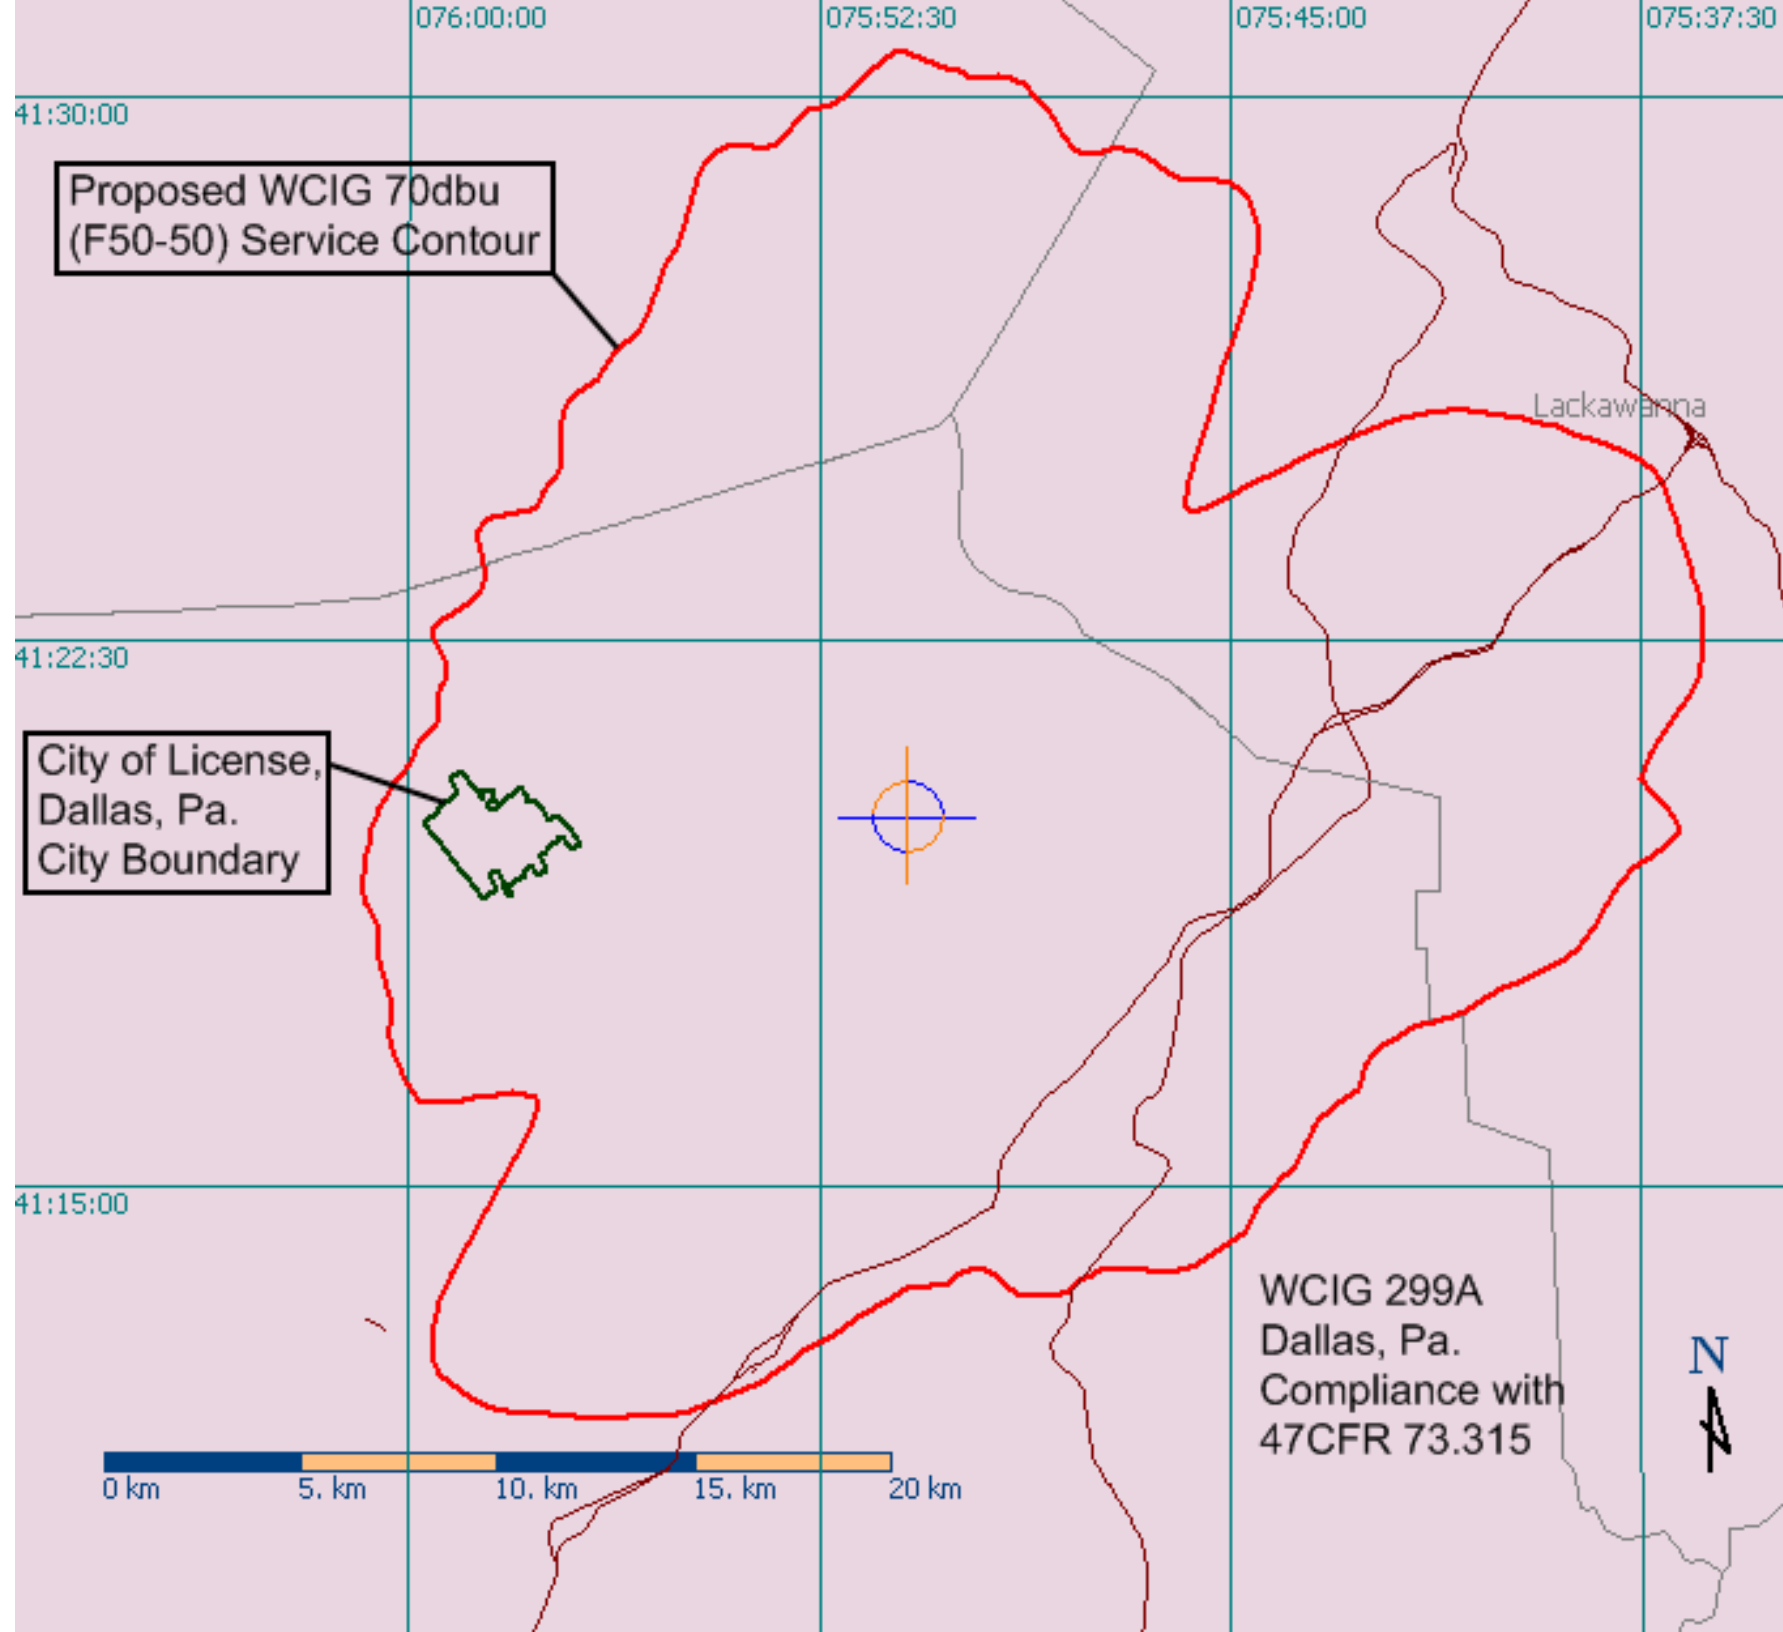 076:00:00
075:52:30
075:45:00
075:37:30
41:30:00
Proposed WCIG 70dbu
(F50-50) Service Contour
Lackawanna
41:22:30
City of License,
Dallas, Pa.
City Boundary
41:15:00
WCIG 299A
Dallas, Pa.
Compliance with
47CFR 73.315
N
0 km
5. km
10. km
15. km
20 km